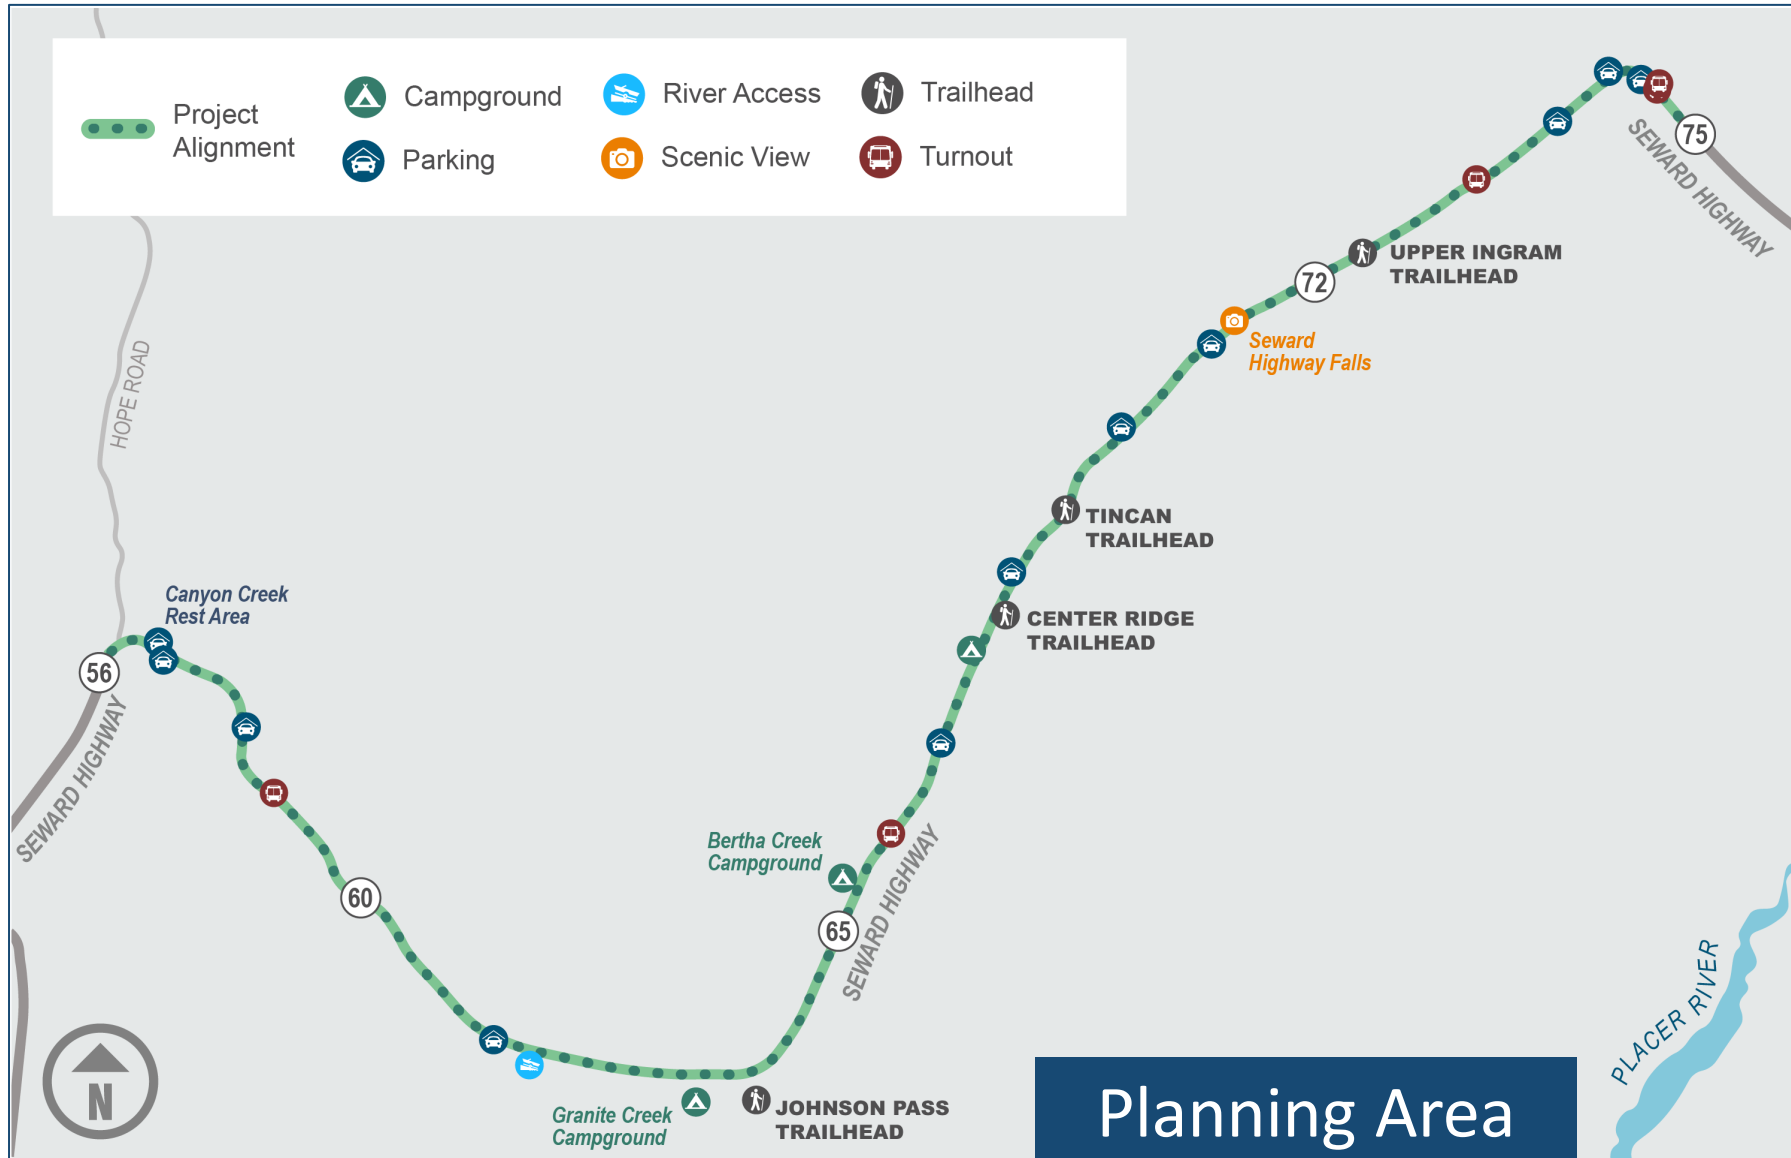 Project
Alignment
Campground
Parking
River Access
Scenic View
Trailhead
Turnout
75
SEWARD HIGHWAY
UPPER INGRAM
TRAILHEAD
72
Seward
Highway Falls
HOPE ROAD
TINCAN
TRAILHEAD
Canyon Creek
Rest Area
CENTER RIDGE
TRAILHEAD
56
SEWARD HIGHWAY
Bertha Creek
Campground
60
65
SEWARD HIGHWAY
PLACER RIVER
N
Granite Creek
Campground
JOHNSON PASS
TRAILHEAD
Planning Area